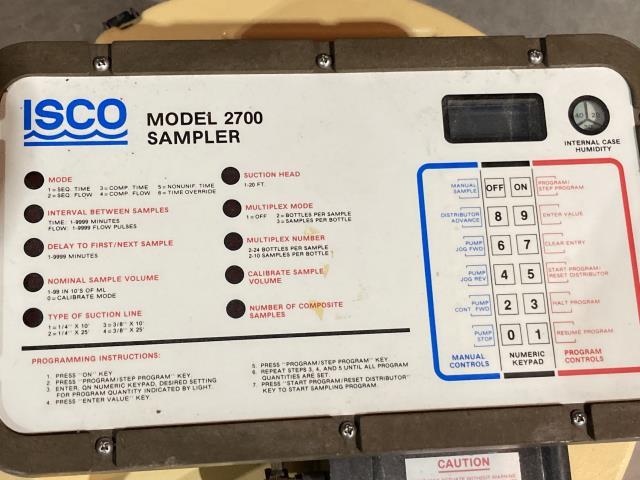 ISCO
MODEL 2700
SAMPLER
MODE
1 = SEQ. TIME 3 = COMP. TIME 5 = NONUNIF. TIME
2 = SEQ. FLOW 4 = COMP. FLOW 6 = TIME OVERRIDE
INTERVAL BETWEEN SAMPLES
TIME: 1-9999 MINUTES
FLOW: 1-9999 FLOW PULSES
DELAY TO FIRST/NEXT SAMPLE
1-9999 MINUTES
NOMINAL SAMPLE VOLUME
1-99 IN 10'S OF ML
0 = CALIBRATE MODE
TYPE OF SUCTION LINE
1 = 1/4" X 10' 3 = 3/8" X 10'
2 = 1/4" X 25' 4 = 3/8" X 25'
SUCTION HEAD
1-20 FT.
MULTIPLEX MODE
1 = OFF 2 = BOTTLES PER SAMPLE
3 = SAMPLES PER BOTTLE
MULTIPLEX NUMBER
2-24 BOTTLES PER SAMPLE
2-10 SAMPLES PER BOTTLE
CALIBRATE SAMPLE
VOLUME
NUMBER OF COMPOSITE
SAMPLES
PROGRAMMING INSTRUCTIONS:
1. PRESS "ON" KEY.
2. PRESS "PROGRAM/STEP PROGRAM" KEY.
3. ENTER, ON NUMERIC KEYPAD, DESIRED SETTING
FOR PROGRAM QUANTITY INDICATED BY LIGHT.
4. PRESS "ENTER VALUE" KEY.
5. PRESS "PROGRAM/STEP PROGRAM" KEY.
6. REPEAT STEPS 3, 4, AND 5 UNTIL ALL PROGRAM
QUANTITIES ARE SET.
7. PRESS "START PROGRAM/RESET DISTRIBUTOR"
KEY TO START SAMPLING PROGRAM.
40 20
INTERNAL CASE
HUMIDITY
MANUAL
SAMPLE
OFF ON
PROGRAM/
STEP PROGRAM
DISTRIBUTOR
ADVANCE
8 9
ENTER VALUE
PUMP
JOG FWD
6 7
CLEAR ENTRY
PUMP
JOG REV
4 5
START PROGRAM/
RESET DISTRIBUTOR
PUMP
CONT FWD
2 3
HALT PROGRAM
PUMP
STOP
0 1
RESUME PROGRAM
MANUAL
CONTROLS
NUMERIC
KEYPAD
PROGRAM
CONTROLS
CAUTION